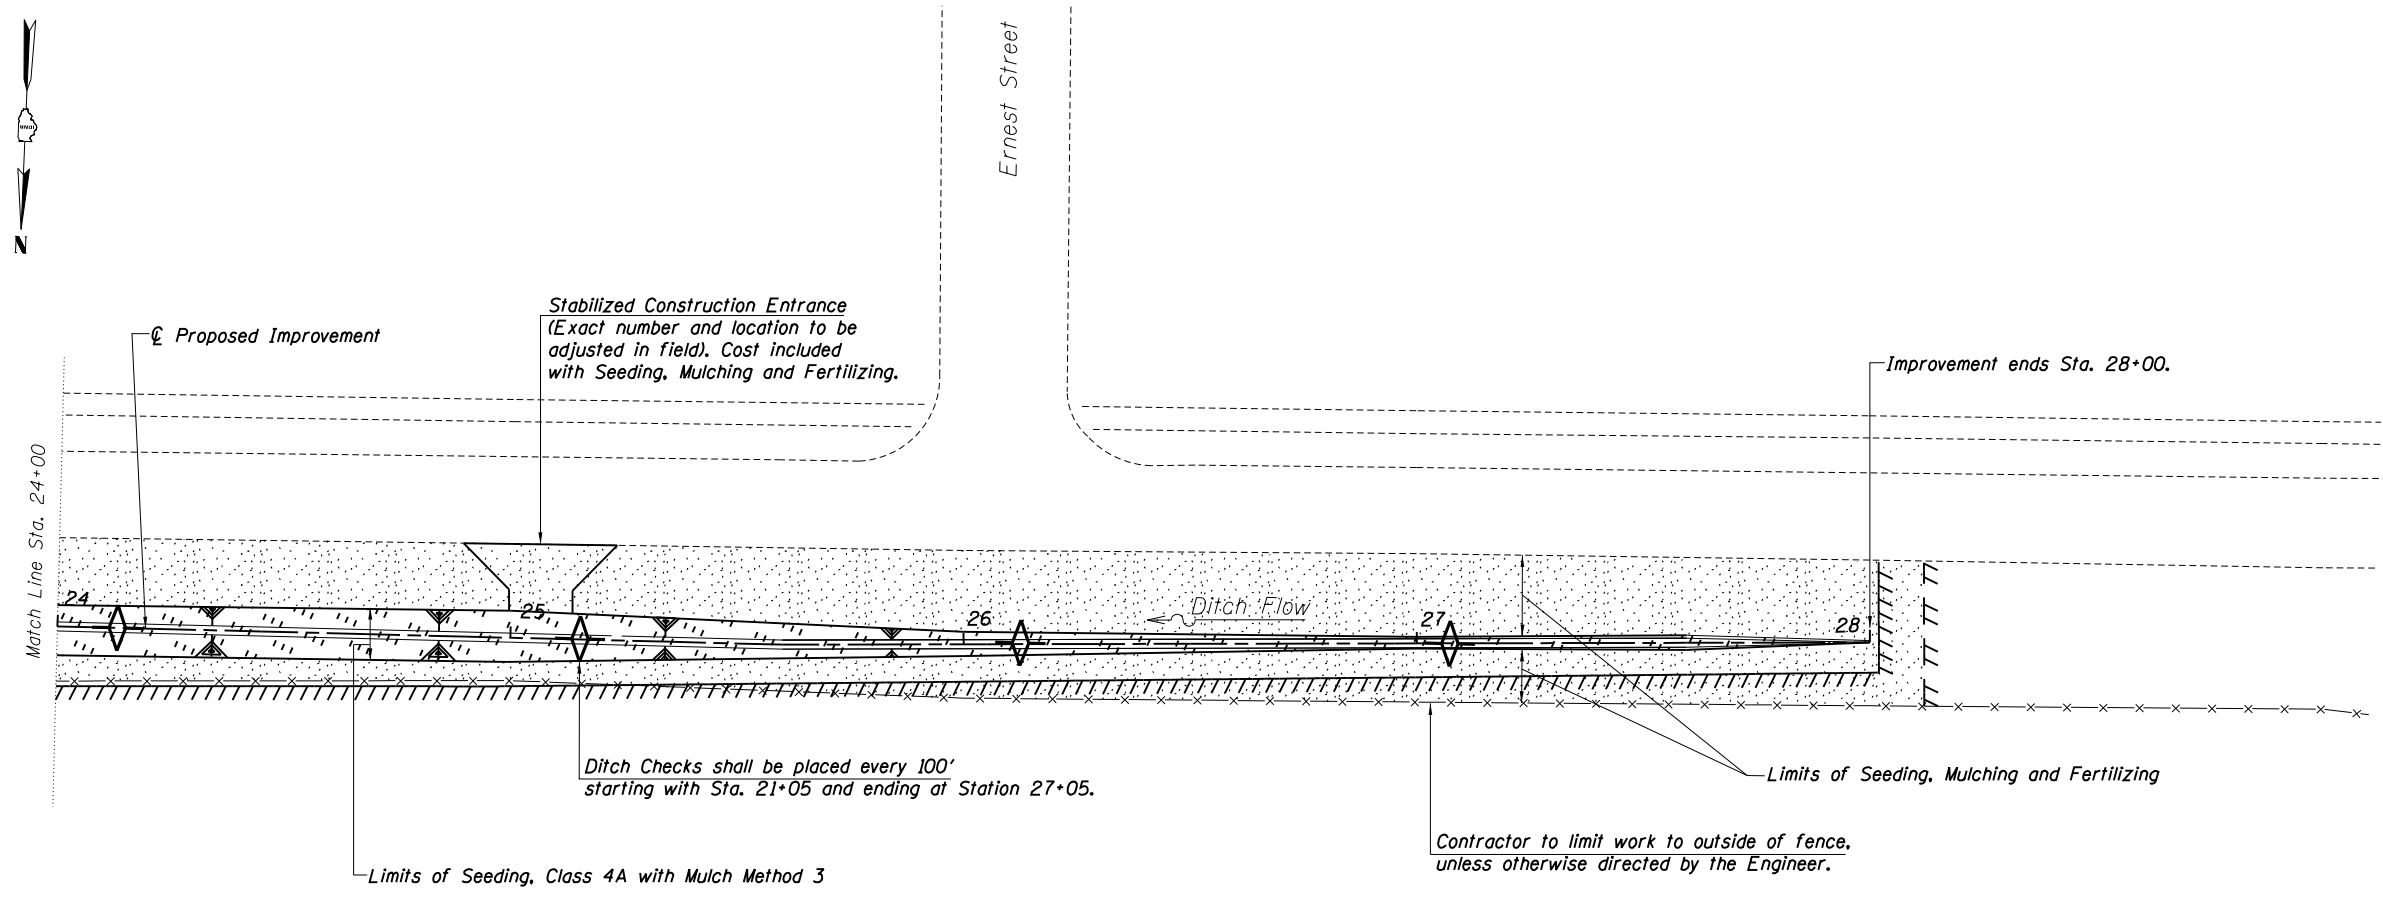 Ernest Street
N
Stabilized Construction Entrance
(Exact number and location to be
adjusted in field). Cost included
with Seeding, Mulching and Fertilizing.
℄ Proposed Improvement
Improvement ends Sta. 28+00.
Match Line Sta. 24+00
24
25
26
Ditch Flow
27
28
Ditch Checks shall be placed every 100'
starting with Sta. 21+05 and ending at Station 27+05.
Limits of Seeding, Mulching and Fertilizing
Contractor to limit work to outside of fence,
unless otherwise directed by the Engineer.
Limits of Seeding, Class 4A with Mulch Method 3